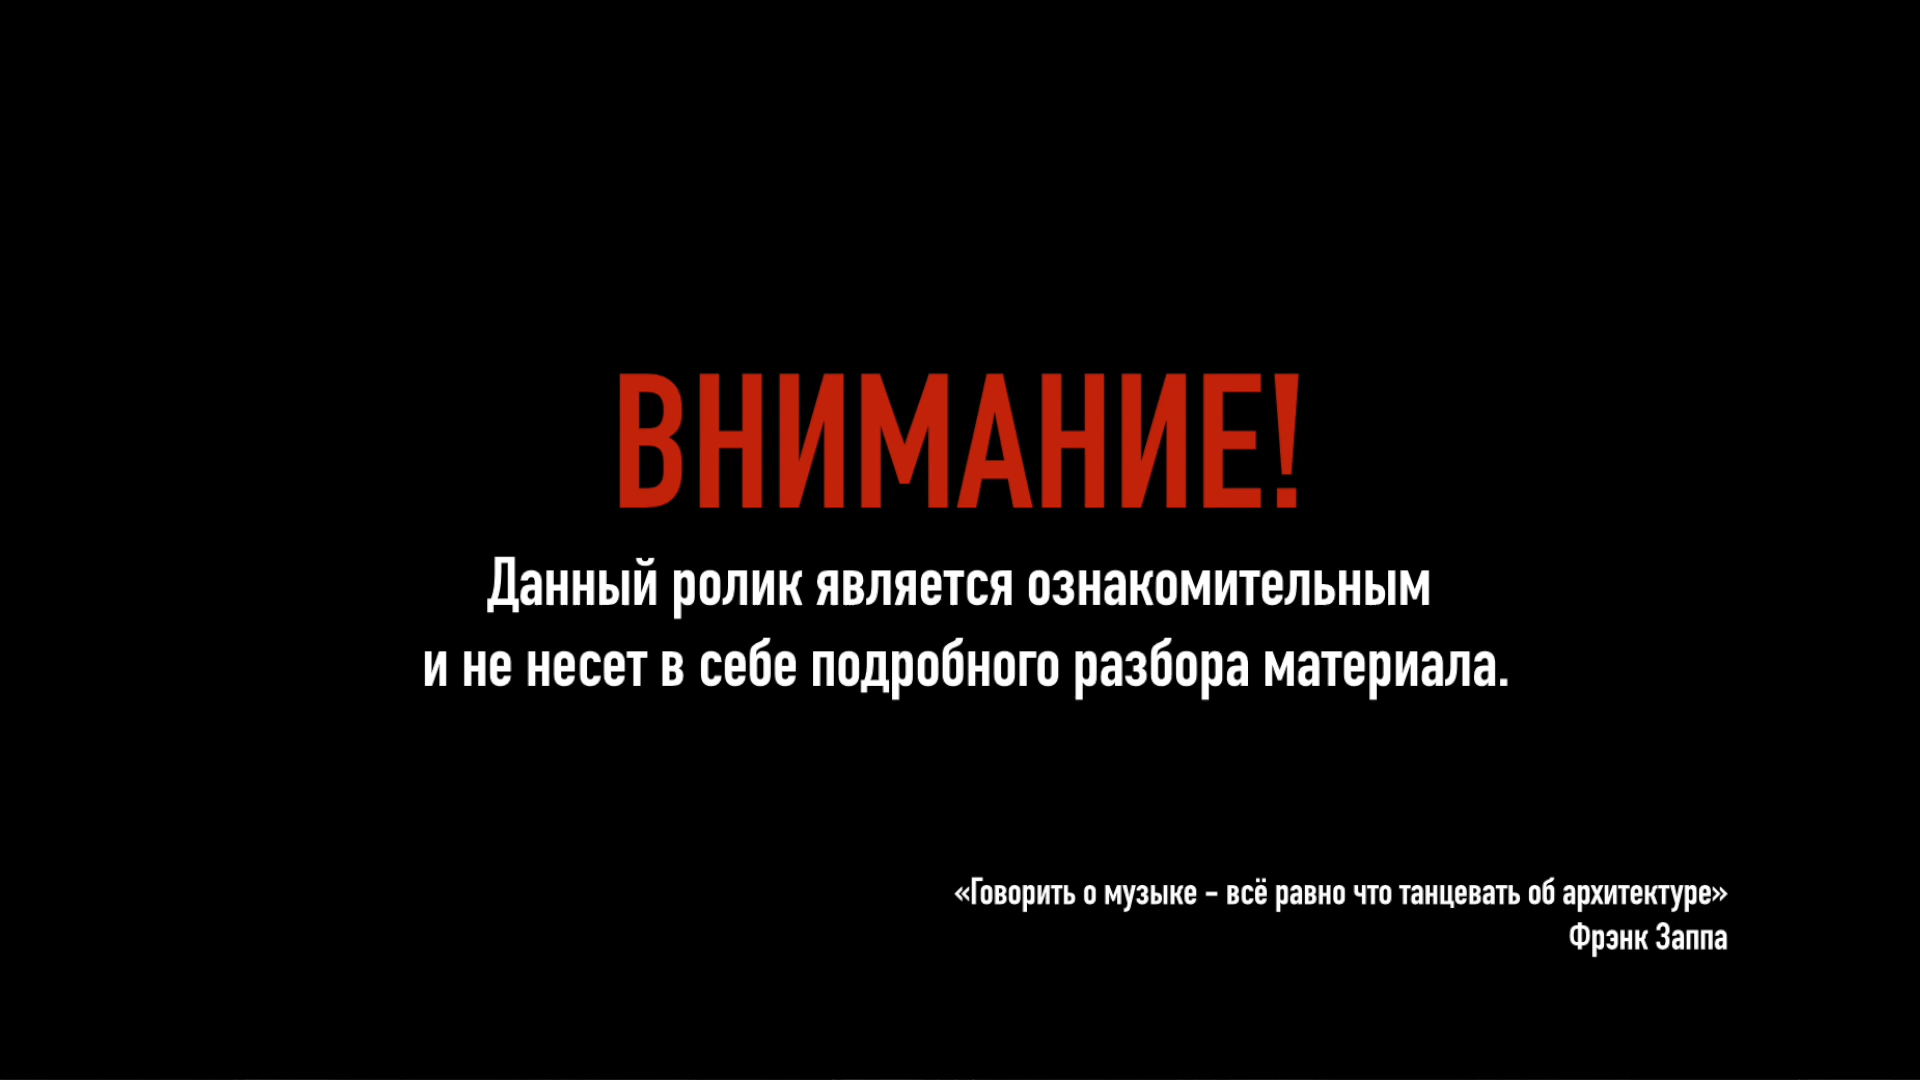 ВНИМАНИЕ!
Данный ролик является ознакомительным
и не несет в себе подробного разбора материала.
«Говорить о музыке – всё равно что танцевать об архитектуре»
Фрэнк Заппа